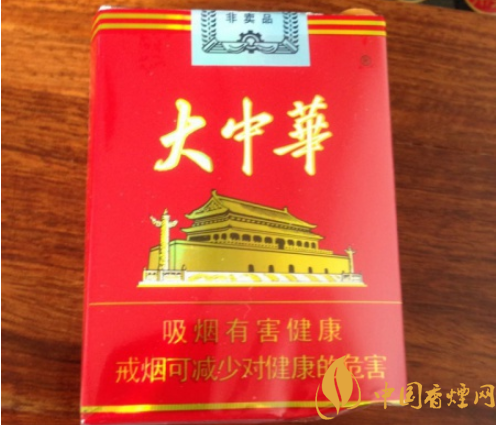 非卖品
大中華
吸烟有害健康
戒烟可减少对健康的危害
中国香煙网